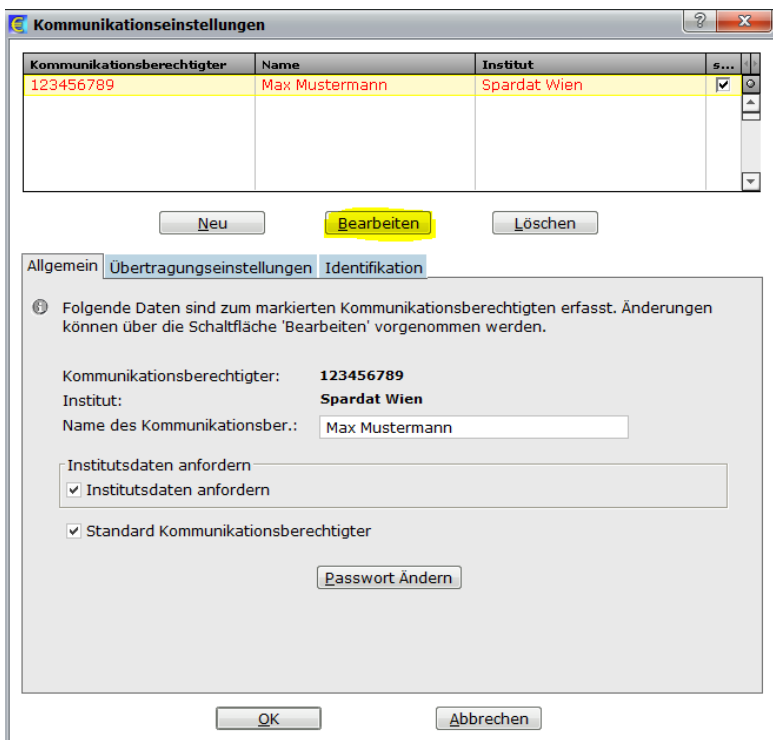 Kommunikationseinstellungen
Kommunikationsberechtigter Name Institut s...
123456789 Max Mustermann Spardat Wien
Neu Bearbeiten Löschen
Allgemein Übertragungseinstellungen Identifikation
Folgende Daten sind zum markierten Kommunikationsberechtigten erfasst. Änderungen
können über die Schaltfläche 'Bearbeiten' vorgenommen werden.
Kommunikationsberechtigter: 123456789
Institut: Spardat Wien
Name des Kommunikationsber.: Max Mustermann
Institutsdaten anfordern
Institutsdaten anfordern
Standard Kommunikationsberechtigter
Passwort Ändern
OK Abbrechen